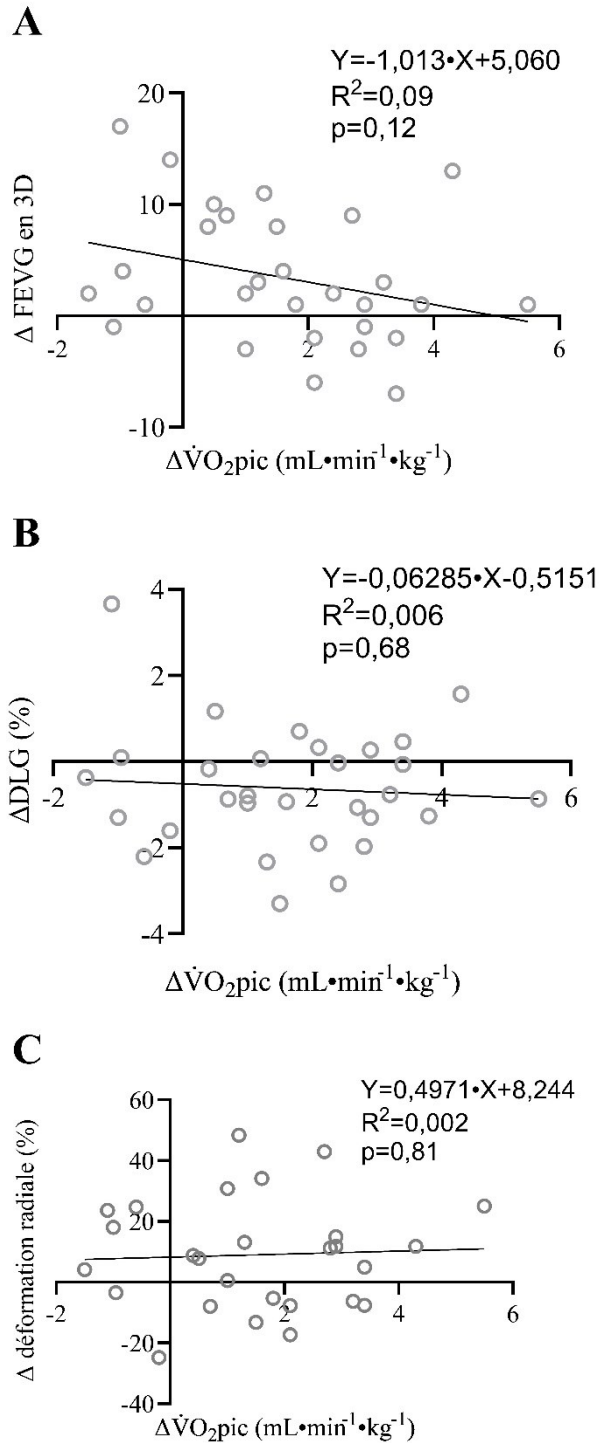 A
Y=-1,013•X+5,060
R²=0,09
p=0,12
20
10
-10
-2
2
4
6
Δ FEVG en 3D
ΔV̇O₂pic (mL•min⁻¹•kg⁻¹)
B
Y=-0,06285•X-0,5151
R²=0,006
p=0,68
4
2
-2
-4
-2
2
4
6
ΔDLG (%)
ΔV̇O₂pic (mL•min⁻¹•kg⁻¹)
C
Y=0,4971•X+8,244
R²=0,002
p=0,81
60
40
20
-20
-40
-2
2
4
6
Δ déformation radiale (%)
ΔV̇O₂pic (mL•min⁻¹•kg⁻¹)